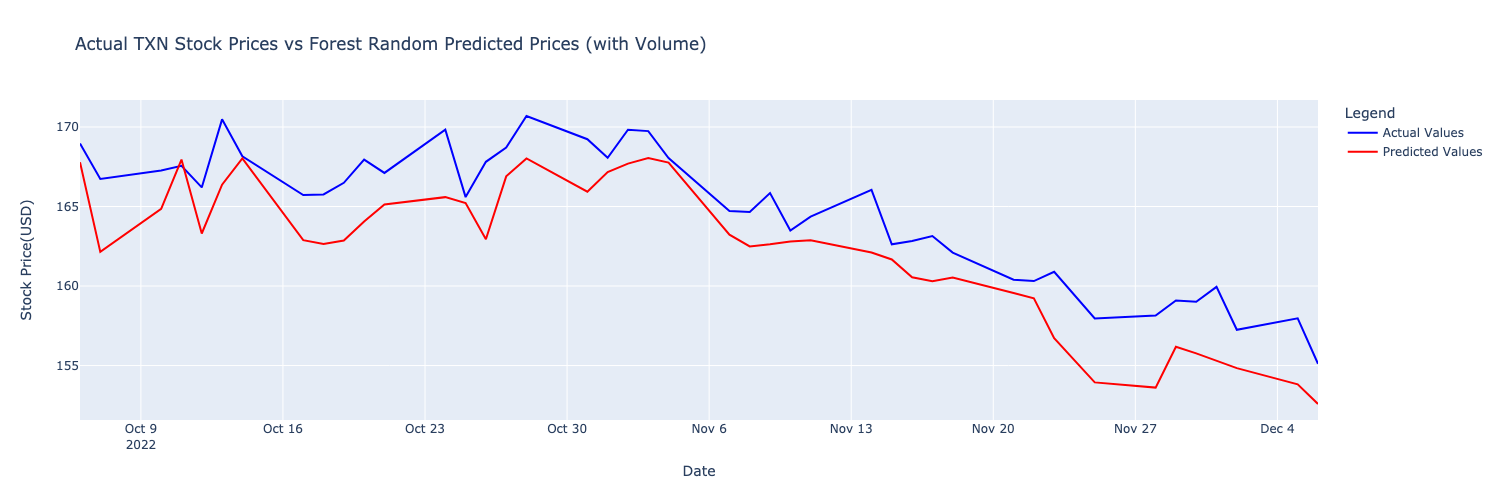 Actual TXN Stock Prices vs Forest Random Predicted Prices (with Volume)
Legend
Actual Values
Predicted Values
Stock Price(USD)
170
165
160
155
Oct 9
2022
Oct 16
Oct 23
Oct 30
Nov 6
Nov 13
Nov 20
Nov 27
Dec 4
Date